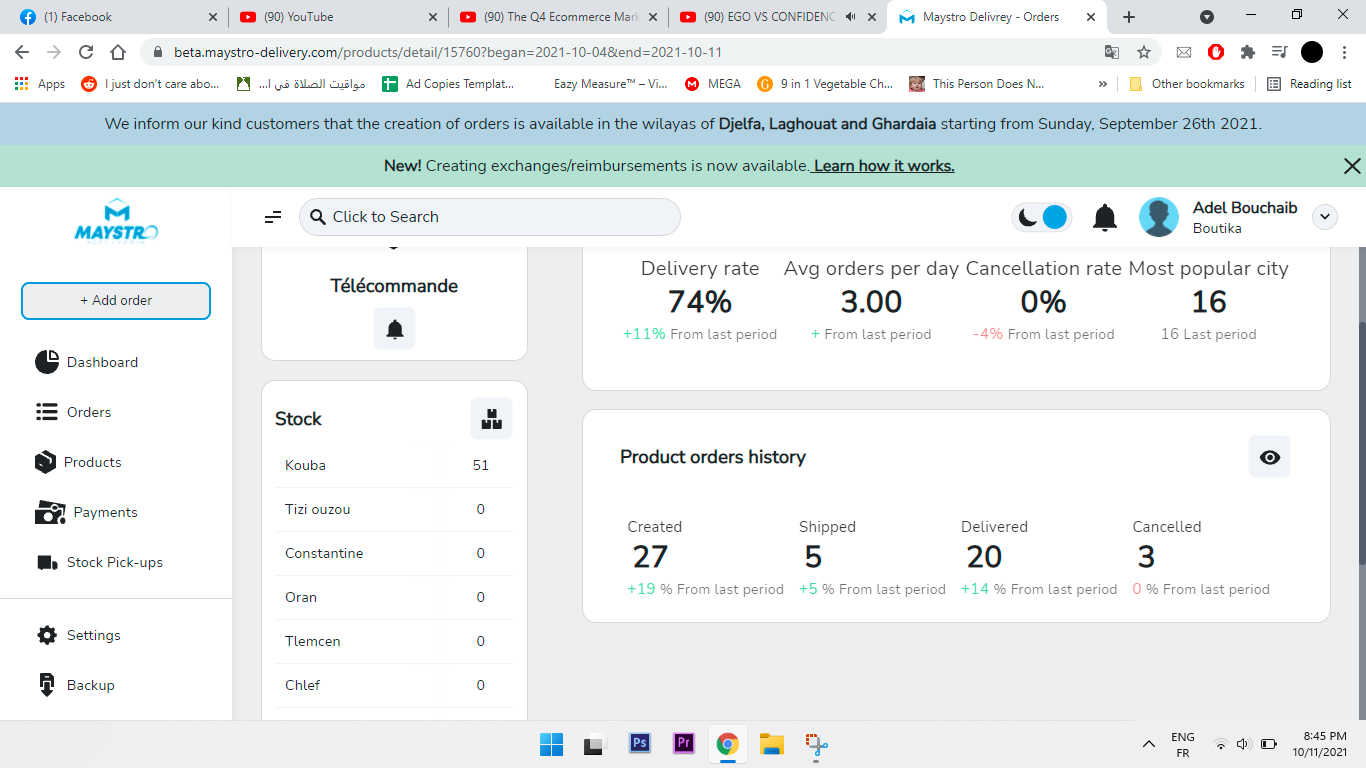 (1) Facebook
(90) YouTube
(90) The Q4 Ecommerce Mark
(90) EGO VS CONFIDENC
Maystro Delivrey - Orders
beta.maystro-delivery.com/products/detail/15760?began=2021-10-04&end=2021-10-11
Apps
I just don't care abo...
مواقيت الصلاة في ا...
Ad Copies Templat...
Eazy Measure™ – Vi...
MEGA
9 in 1 Vegetable Ch...
This Person Does N...
»
Other bookmarks
Reading list
We inform our kind customers that the creation of orders is available in the wilayas of Djelfa, Laghouat and Ghardaia starting from Sunday, September 26th 2021.
New! Creating exchanges/reimbursements is now available. Learn how it works.
MAYSTRO
Click to Search
Adel Bouchaib
Boutika
+ Add order
Dashboard
Orders
Products
Payments
Stock Pick-ups
Settings
Backup
Télécommande
Stock
Kouba 51
Tizi ouzou 0
Constantine 0
Oran 0
Tlemcen 0
Chlef 0
Delivery rate Avg orders per day Cancellation rate Most popular city
74% 3.00 0% 16
+11% From last period + From last period -4% From last period 16 Last period
Product orders history
Created Shipped Delivered Cancelled
27 5 20 3
+19 % From last period +5 % From last period +14 % From last period 0 % From last period
Ps
Pr
ENG
FR
8:45 PM
10/11/2021